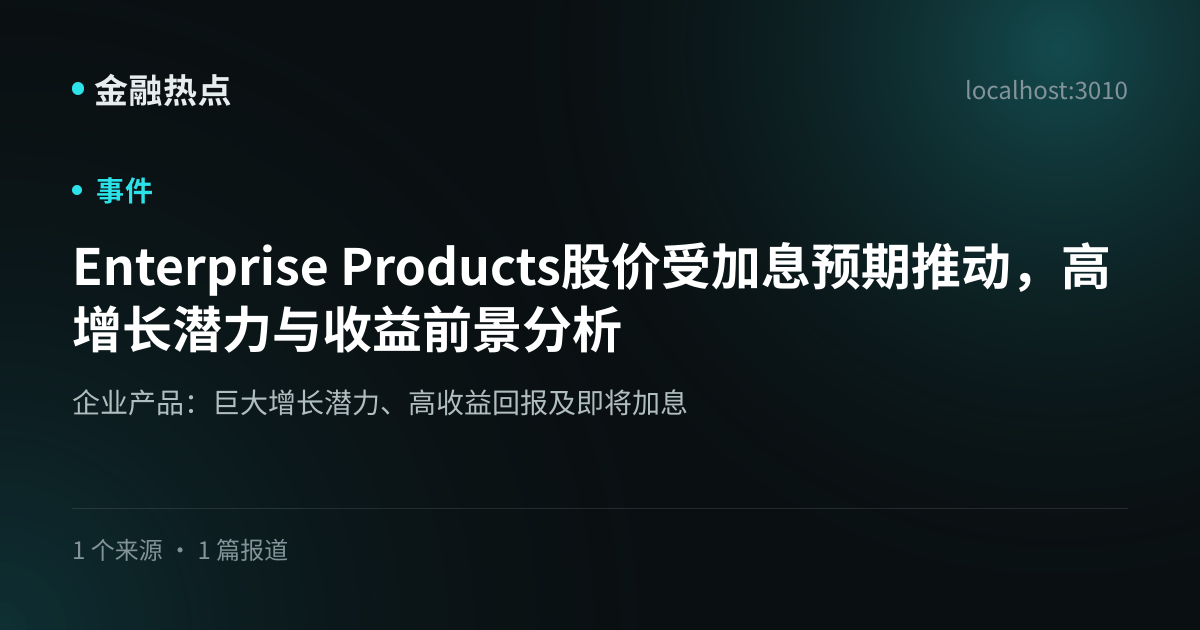 金融热点
localhost:3010
事件
Enterprise Products股价受加息预期推动，高
增长潜力与收益前景分析
企业产品：巨大增长潜力、高收益回报及即将加息
1 个来源 · 1 篇报道